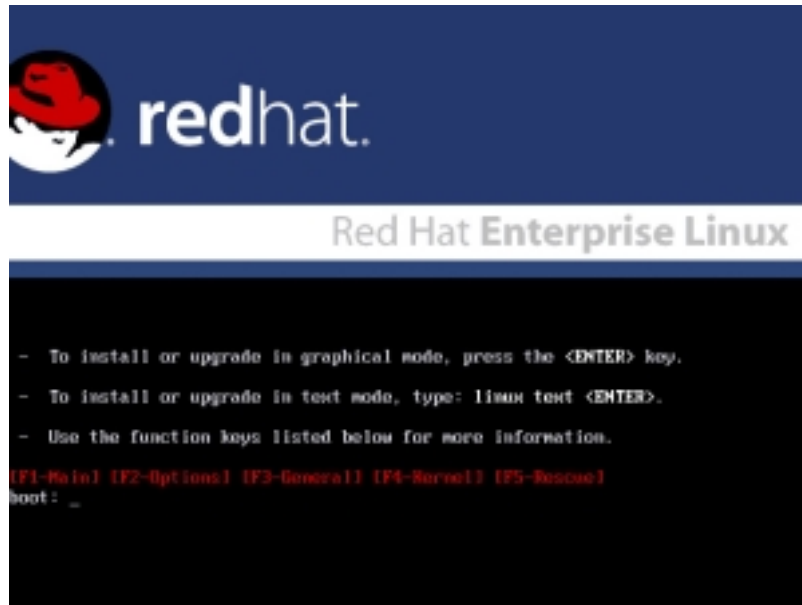 redhat.
Red Hat Enterprise Linux
- To install or upgrade in graphical mode, press the <ENTER> key.
- To install or upgrade in text mode, type: linux text <ENTER>.
- Use the function keys listed below for more information.
[F1-Main] [F2-Options] [F3-General] [F4-Kernel] [F5-Rescue]
boot: _